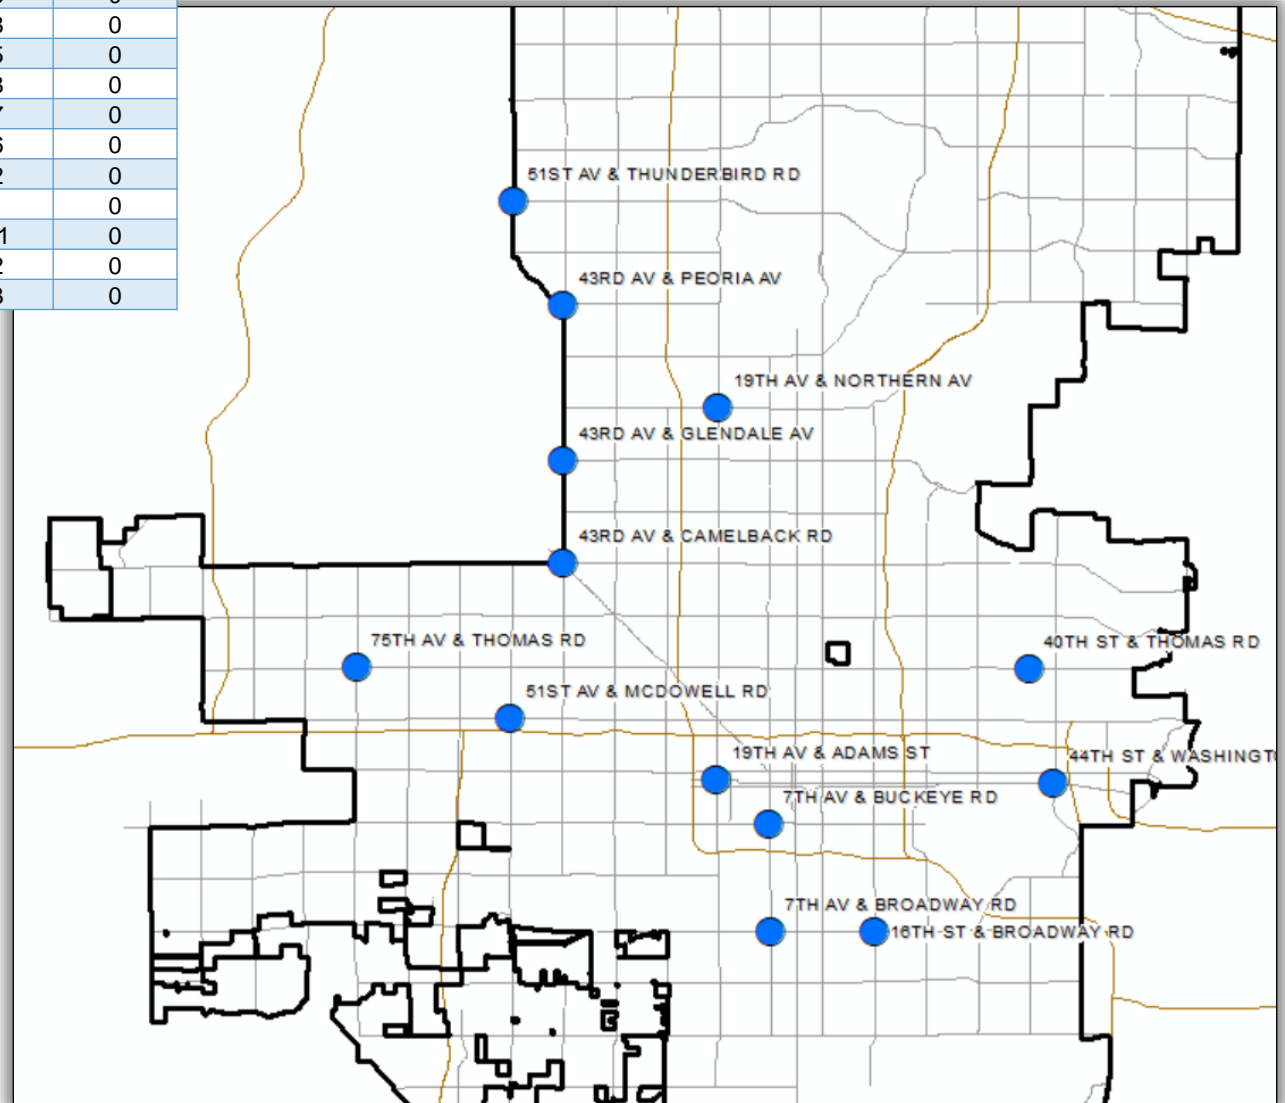 0
0
0
0
0
0
0
0
1 0
0
0
51ST AV & THUNDERBIRD RD
43RD AV & PEORIA AV
19TH AV & NORTHERN AV
43RD AV & GLENDALE AV
43RD AV & CAMELBACK RD
75TH AV & THOMAS RD
40TH ST & THOMAS RD
51ST AV & MCDOWELL RD
19TH AV & ADAMS ST
44TH ST & WASHINGT
7TH AV & BUCKEYE RD
7TH AV & BROADWAY RD
16TH ST & BROADWAY RD